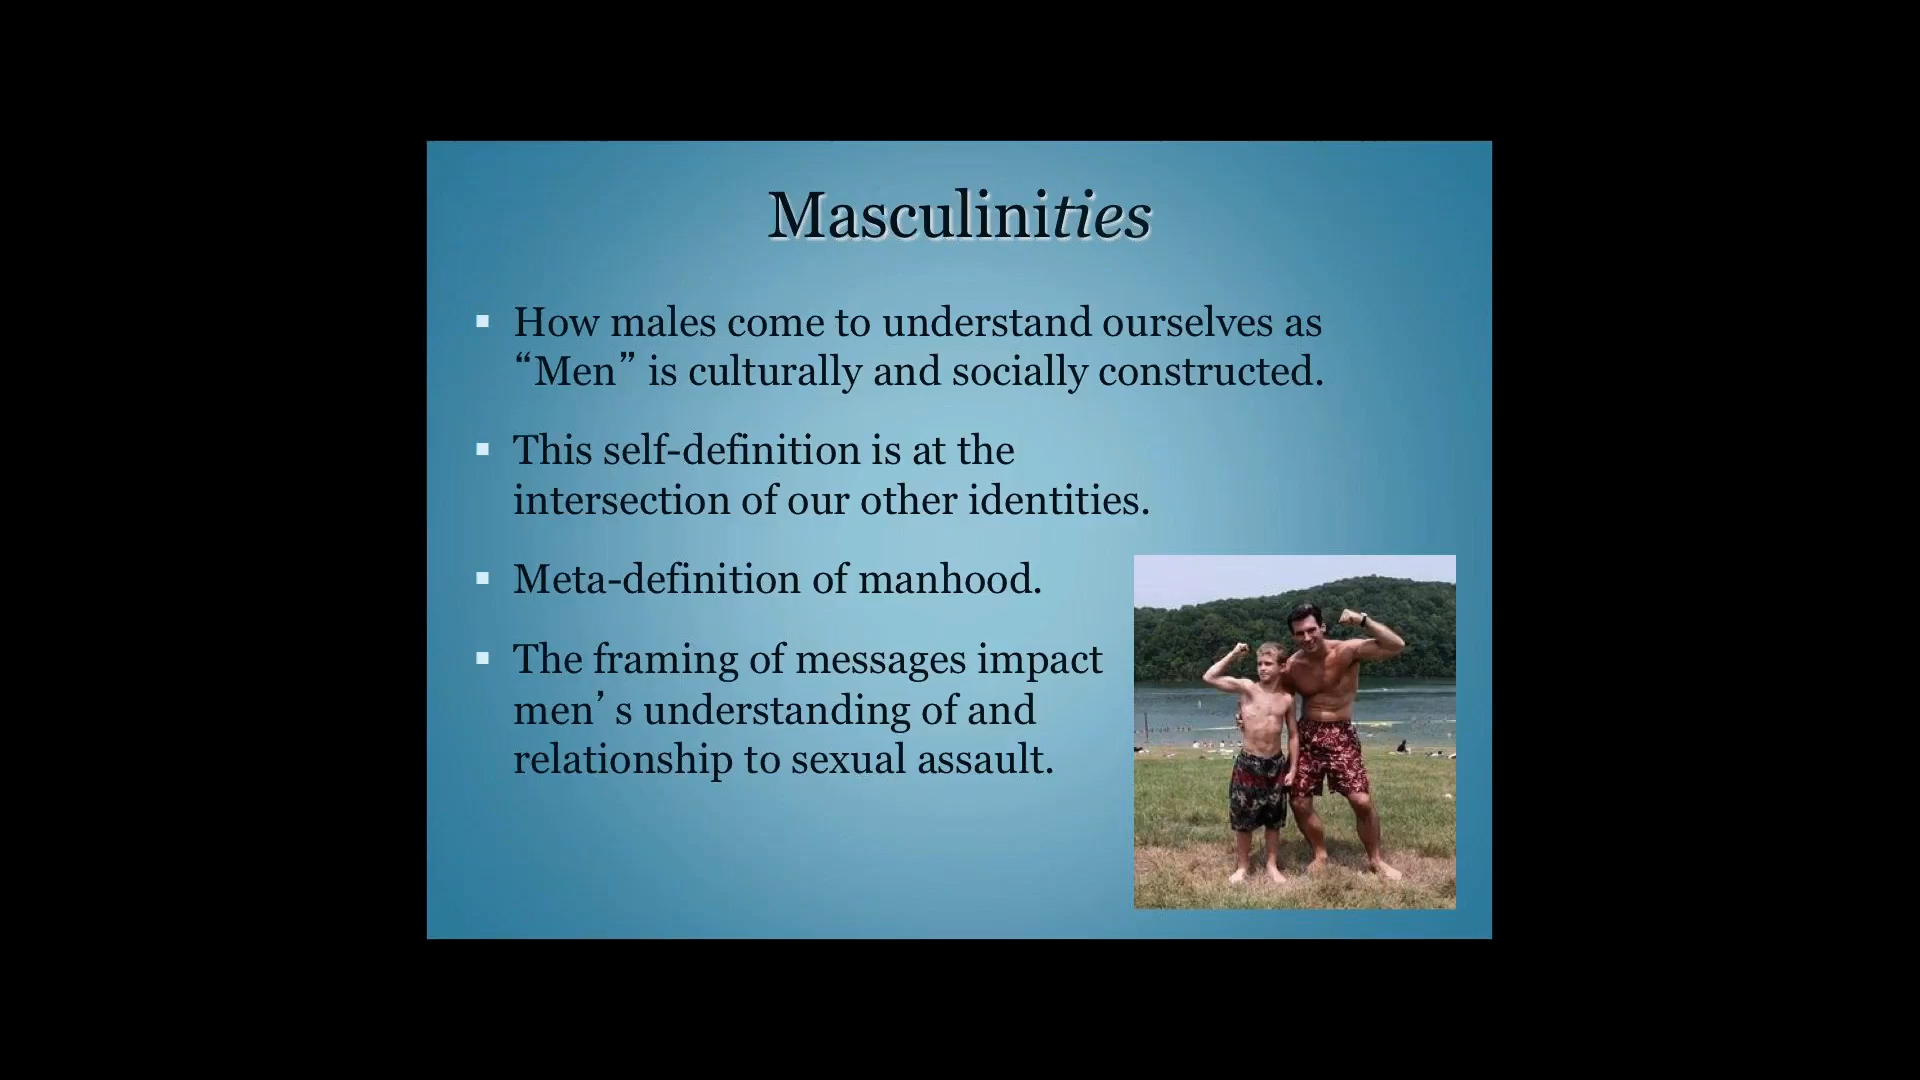 Masculinities
▪ How males come to understand ourselves as
“Men” is culturally and socially constructed.
▪ This self-definition is at the
intersection of our other identities.
▪ Meta-definition of manhood.
▪ The framing of messages impact
men’s understanding of and
relationship to sexual assault.